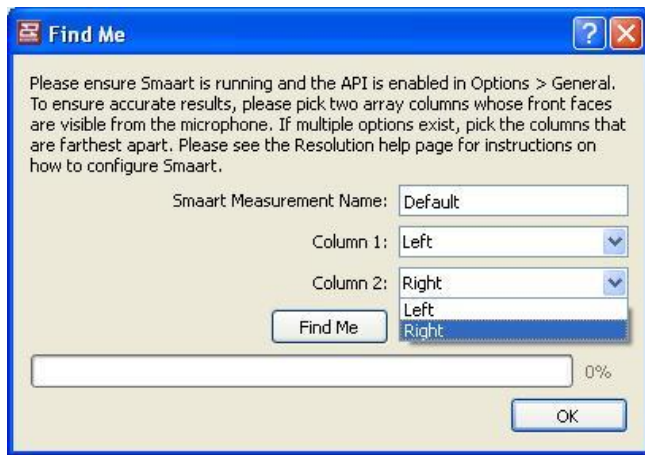 Find Me
Please ensure Smaart is running and the API is enabled in Options > General.
To ensure accurate results, please pick two array columns whose front faces
are visible from the microphone. If multiple options exist, pick the columns that
are farthest apart. Please see the Resolution help page for instructions on
how to configure Smaart.
Smaart Measurement Name: Default
Column 1: Left
Column 2: Right
Left
Find Me Right
0%
OK